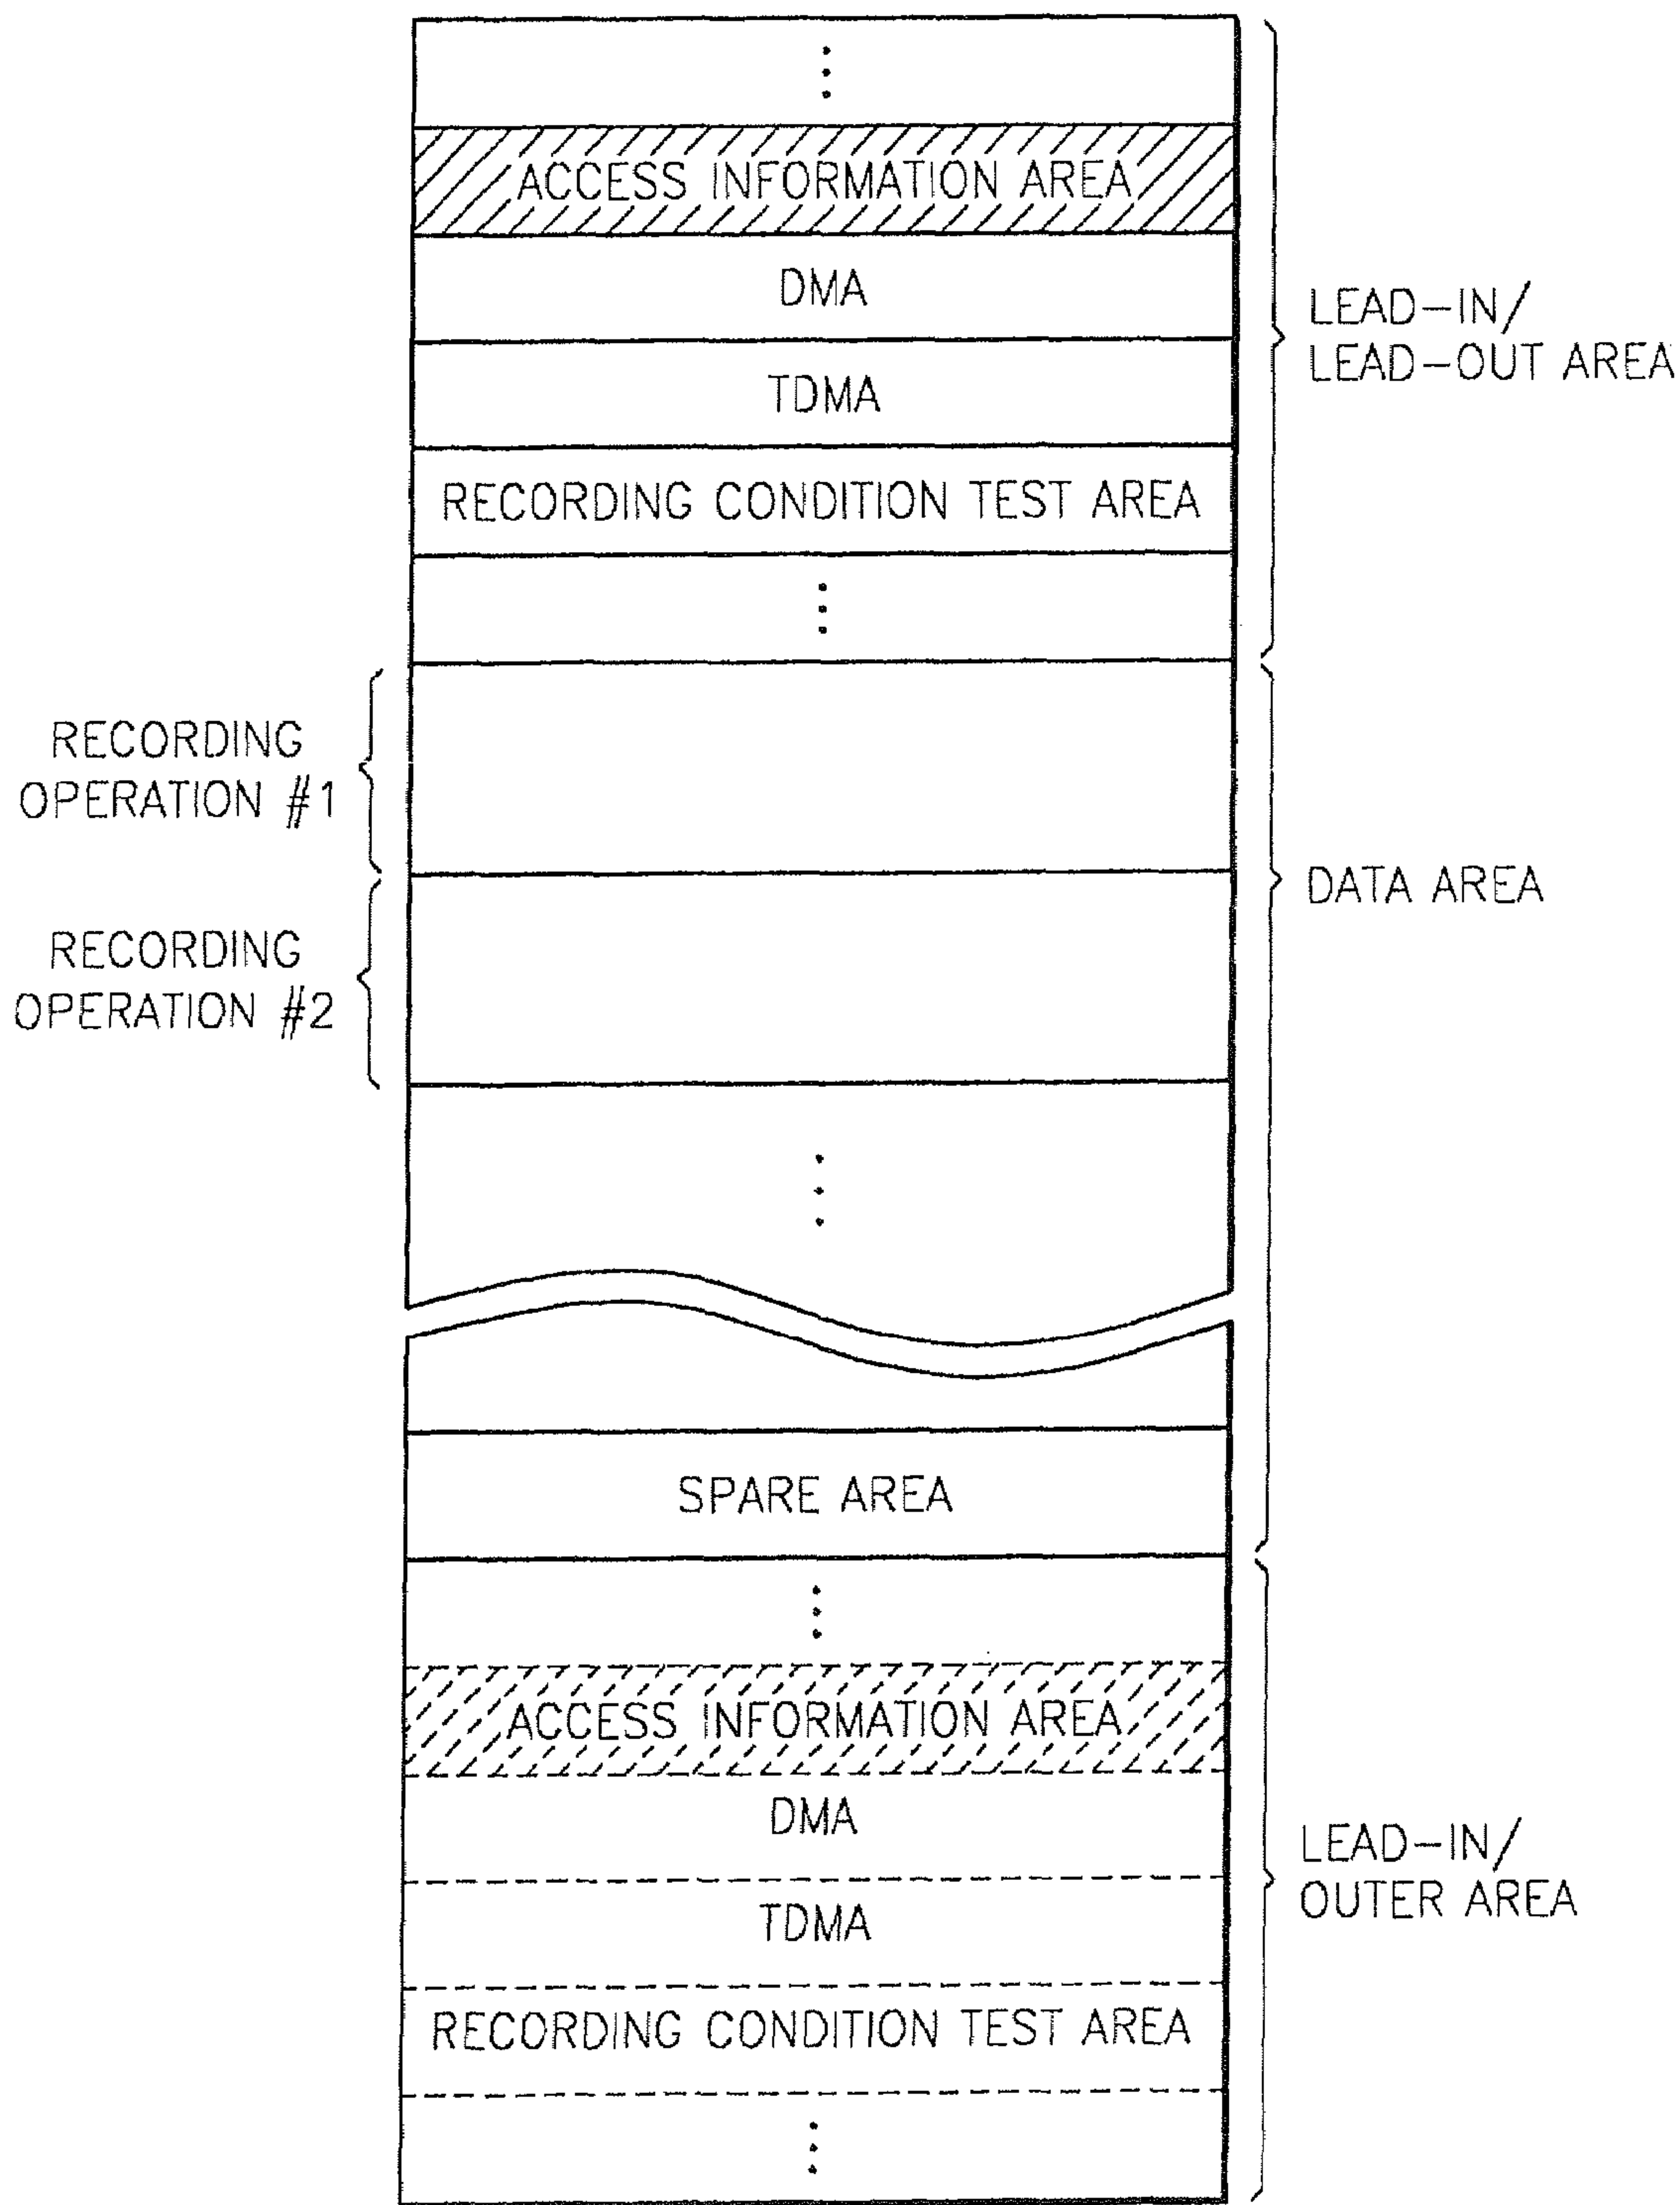 ACCESS INFORMATION AREA
DMA
LEAD-IN/
LEAD-OUT AREA
TDMA
RECORDING CONDITION TEST AREA
RECORDING
OPERATION #1
DATA AREA
RECORDING
OPERATION #2
SPARE AREA
ACCESS INFORMATION AREA
DMA
LEAD-IN/
OUTER AREA
TDMA
RECORDING CONDITION TEST AREA